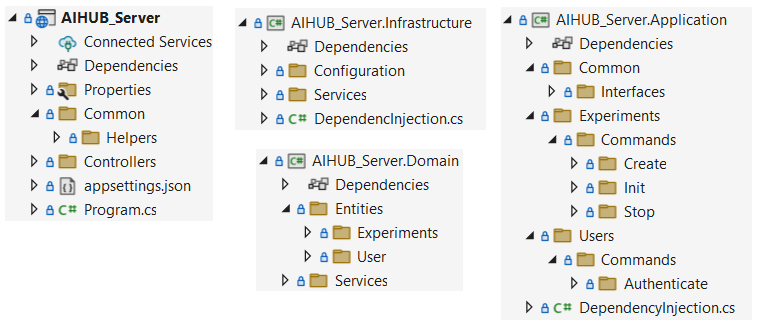 AIHUB_Server
Connected Services
Dependencies
Properties
Common
Helpers
Controllers
appsettings.json
Program.cs
AIHUB_Server.Infrastructure
Dependencies
Configuration
Services
DependencInjection.cs
AIHUB_Server.Domain
Dependencies
Entities
Experiments
User
Services
AIHUB_Server.Application
Dependencies
Common
Interfaces
Experiments
Commands
Create
Init
Stop
Users
Commands
Authenticate
DependencyInjection.cs